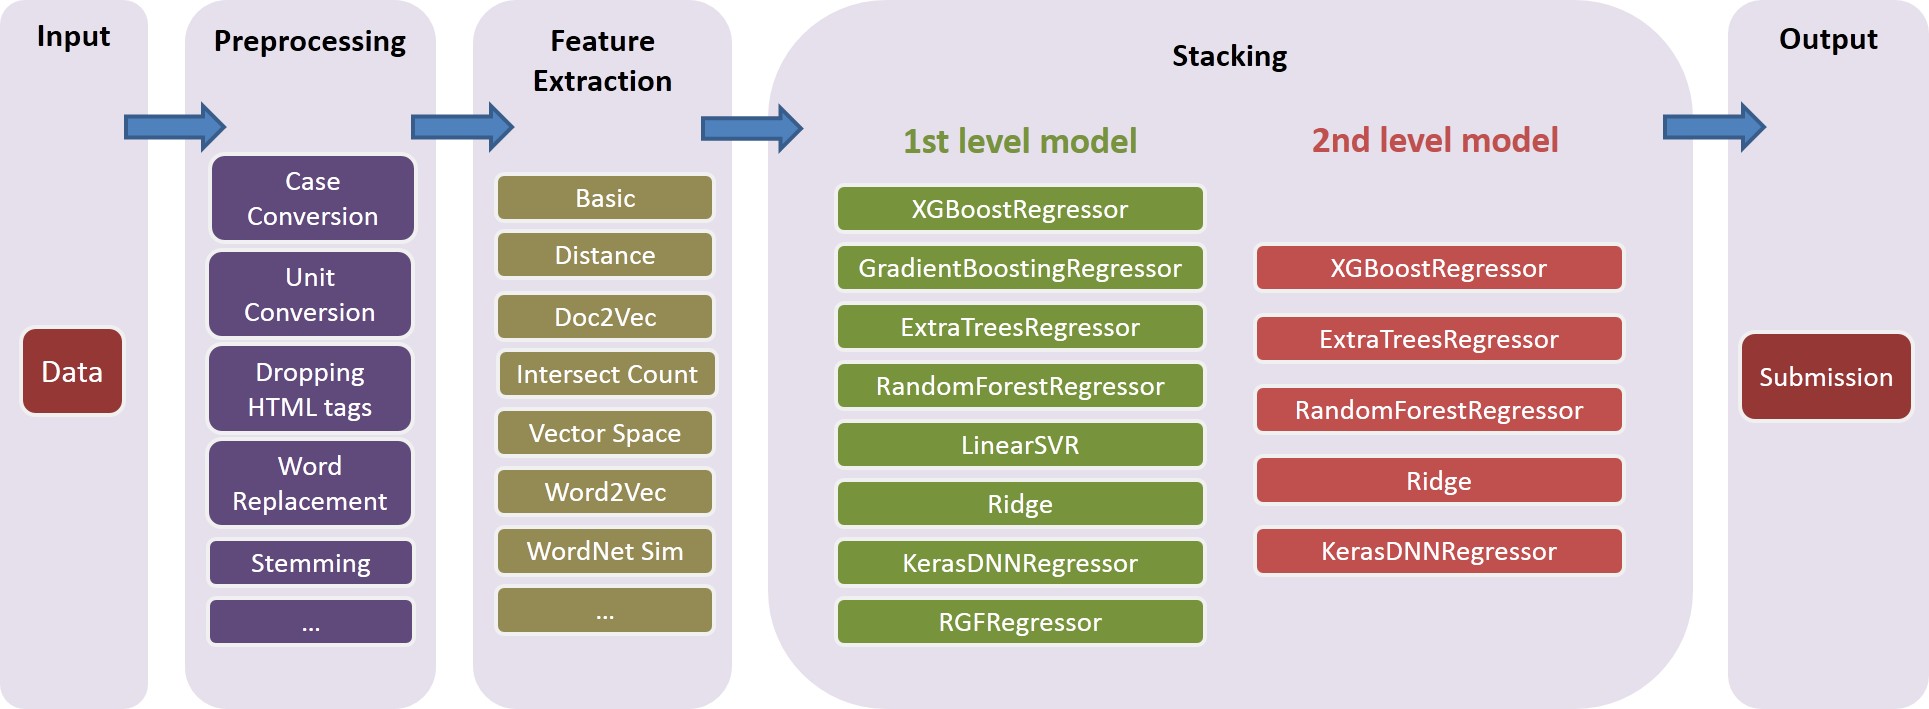 Input
Data
Preprocessing
Case
Conversion
Unit
Conversion
Dropping
HTML tags
Word
Replacement
Stemming
...
Feature
Extraction
Basic
Distance
Doc2Vec
Intersect Count
Vector Space
Word2Vec
WordNet Sim
...
Stacking
1st level model
XGBoostRegressor
GradientBoostingRegressor
ExtraTreesRegressor
RandomForestRegressor
LinearSVR
Ridge
KerasDNNRegressor
RGFRegressor
2nd level model
XGBoostRegressor
ExtraTreesRegressor
RandomForestRegressor
Ridge
KerasDNNRegressor
Output
Submission